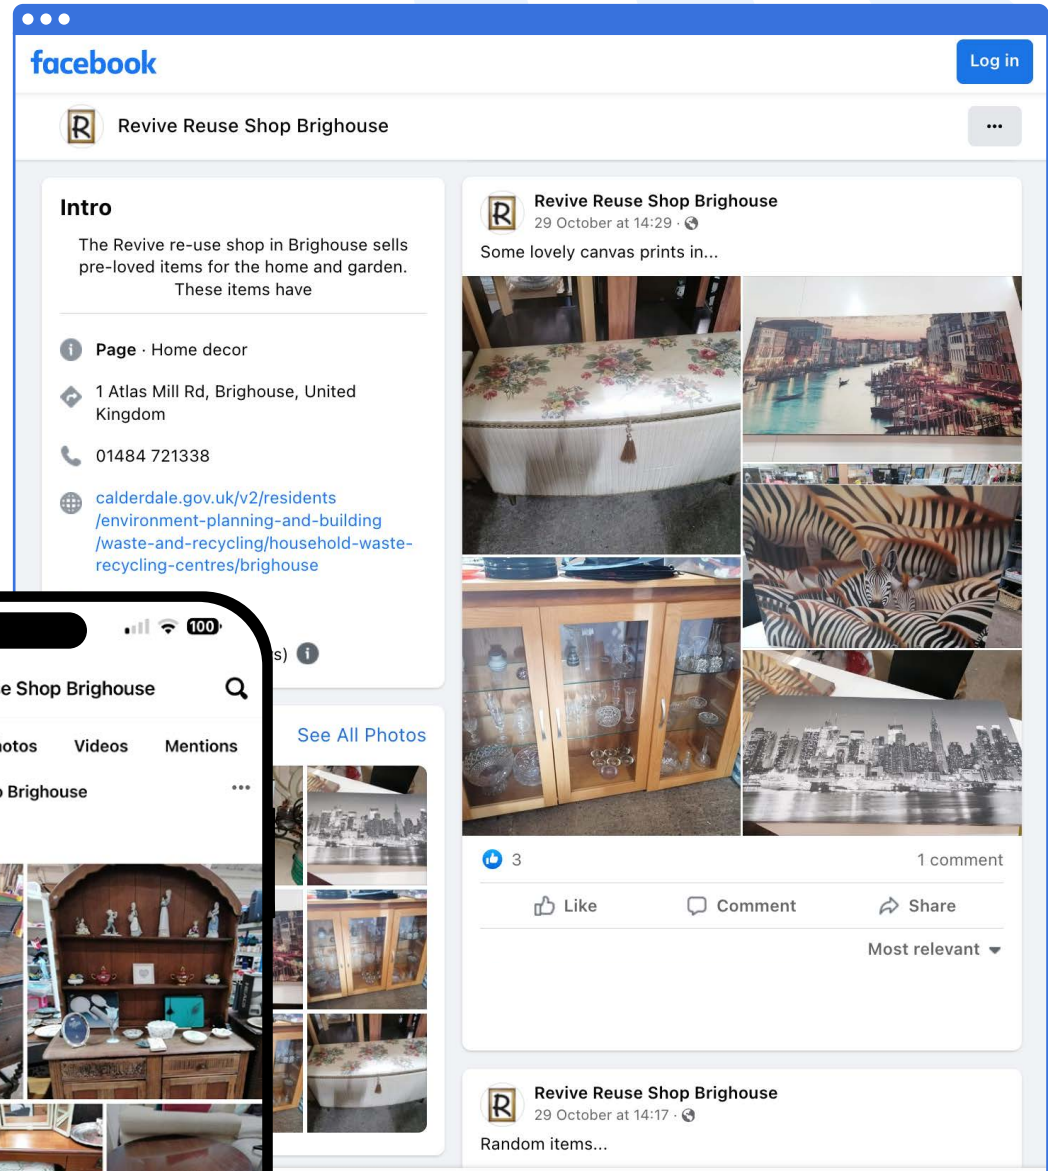 facebook
Log in
Revive Reuse Shop Brighouse
Intro
The Revive re-use shop in Brighouse sells
pre-loved items for the home and garden.
These items have
Page · Home decor
1 Atlas Mill Rd, Brighouse, United
Kingdom
01484 721338
calderdale.gov.uk/v2/residents
/environment-planning-and-building
/waste-and-recycling/household-waste-
recycling-centres/brighouse
s)
See All Photos
100
e Shop Brighouse
otos Videos Mentions
Brighouse
Revive Reuse Shop Brighouse
29 October at 14:29 ·
Some lovely canvas prints in...
3
1 comment
Like
Comment
Share
Most relevant
Revive Reuse Shop Brighouse
29 October at 14:17 ·
Random items...